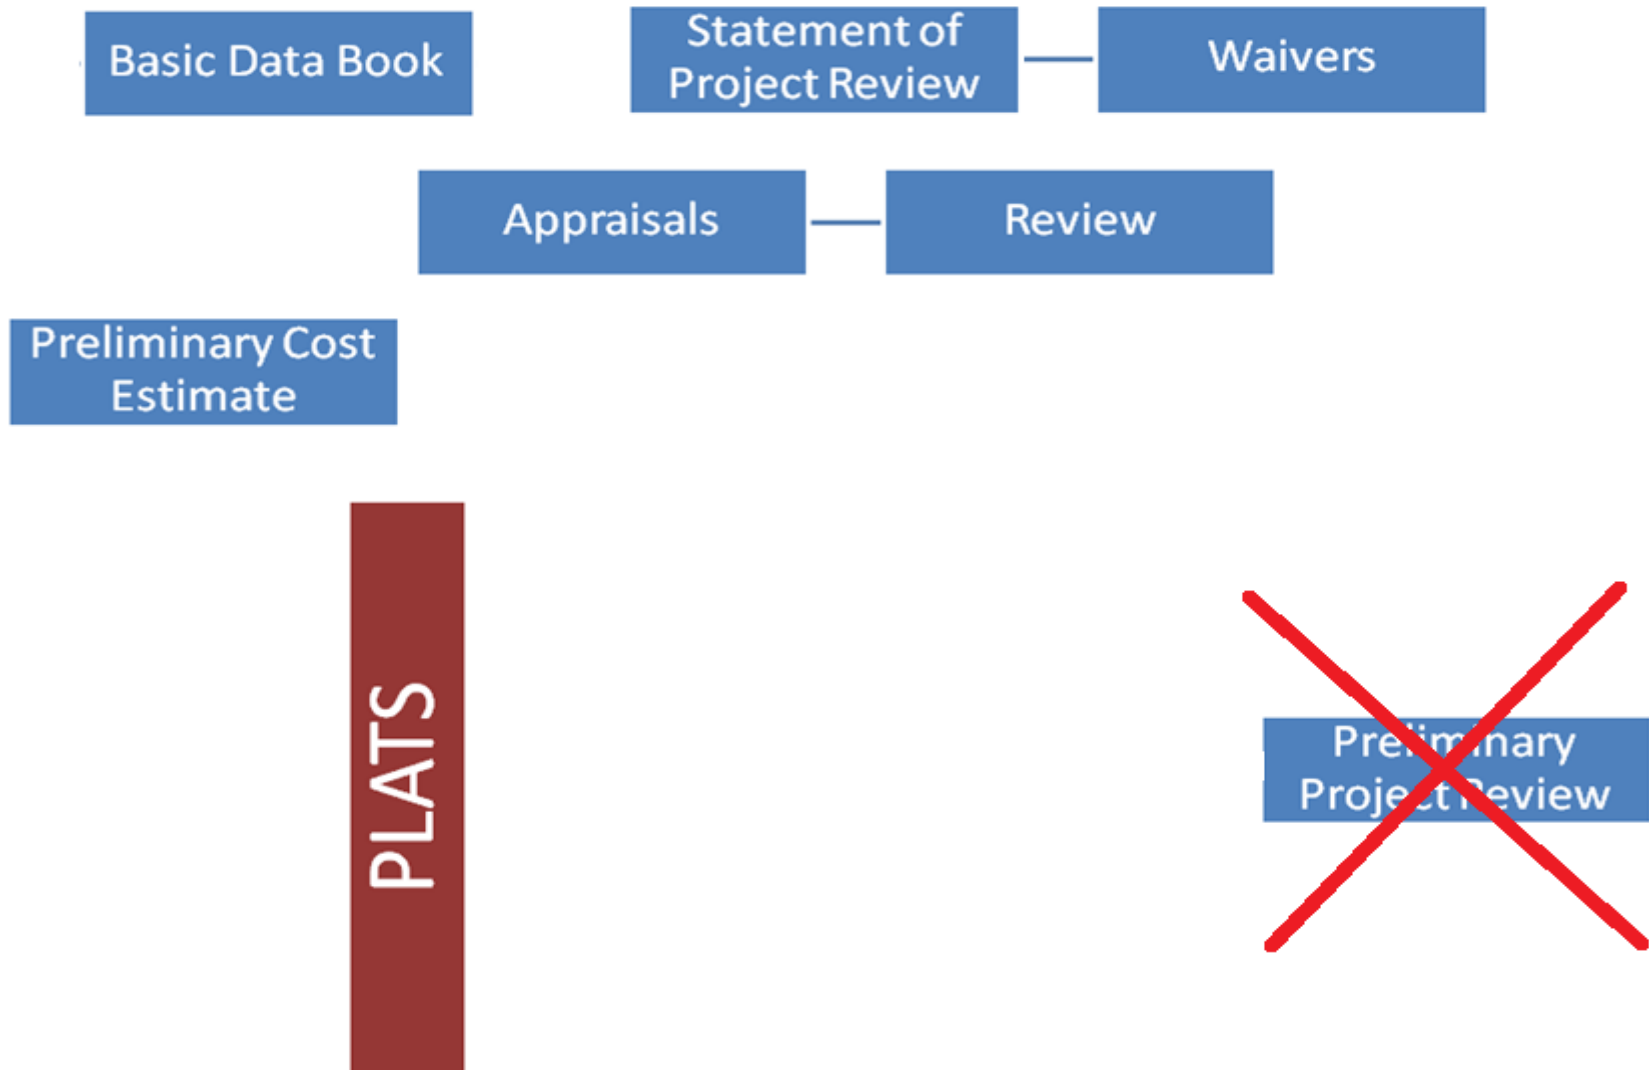 Basic Data Book
Statement of
Project Review
Waivers
Appraisals
Review
Preliminary Cost
Estimate
PLATS
Preliminary
Project Review